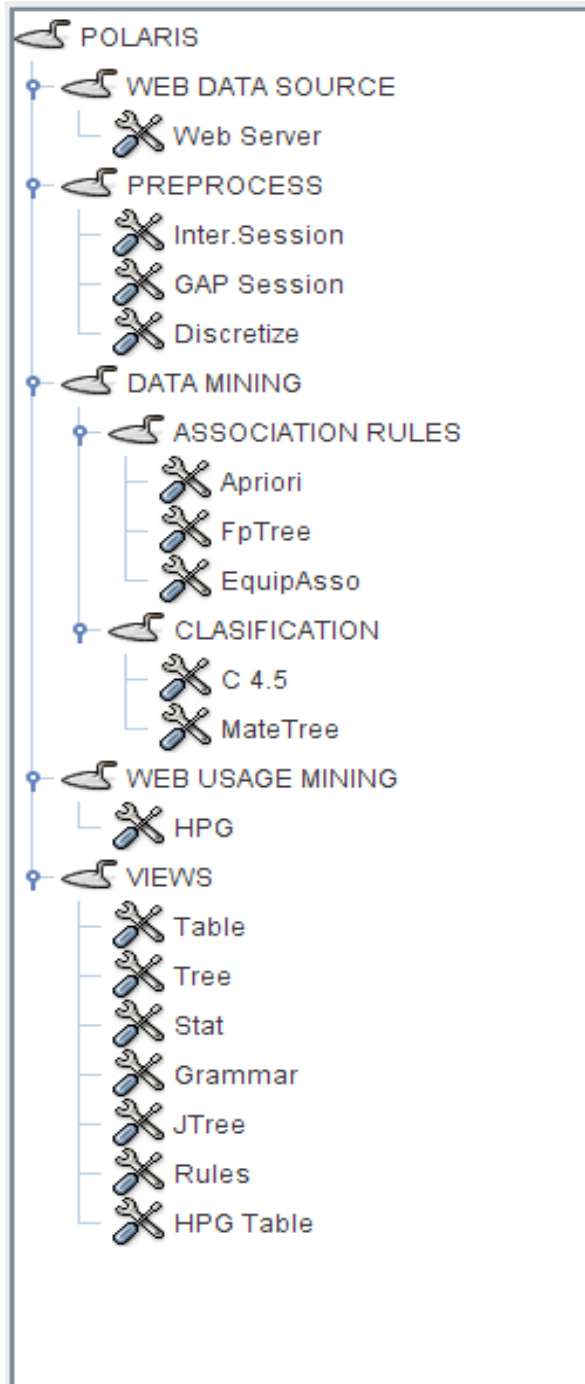 POLARIS
WEB DATA SOURCE
Web Server
PREPROCESS
Inter.Session
GAP Session
Discretize
DATA MINING
ASSOCIATION RULES
Apriori
FpTree
EquipAsso
CLASIFICATION
C 4.5
MateTree
WEB USAGE MINING
HPG
VIEWS
Table
Tree
Stat
Grammar
JTree
Rules
HPG Table